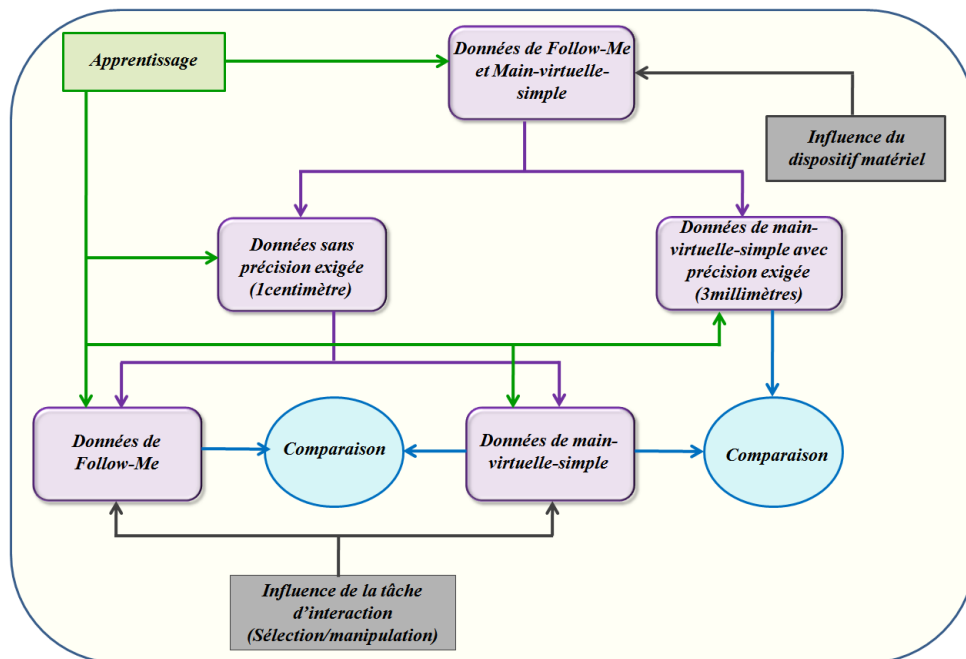 Apprentissage
Données de Follow-Me
et Main-virtuelle-
simple
Influence du
dispositif matériel
Données sans
précision exigée
(1centimètre)
Données de main-
virtuelle-simple avec
précision exigée
(3millimètres)
Données de
Follow-Me
Comparaison
Données de main-
virtuelle-simple
Comparaison
Influence de la tâche
d'interaction
(Sélection/manipulation)